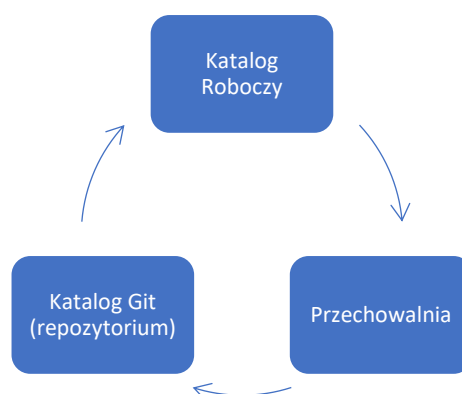 Katalog
Roboczy
Katalog Git
(repozytorium)
Przechowalnia